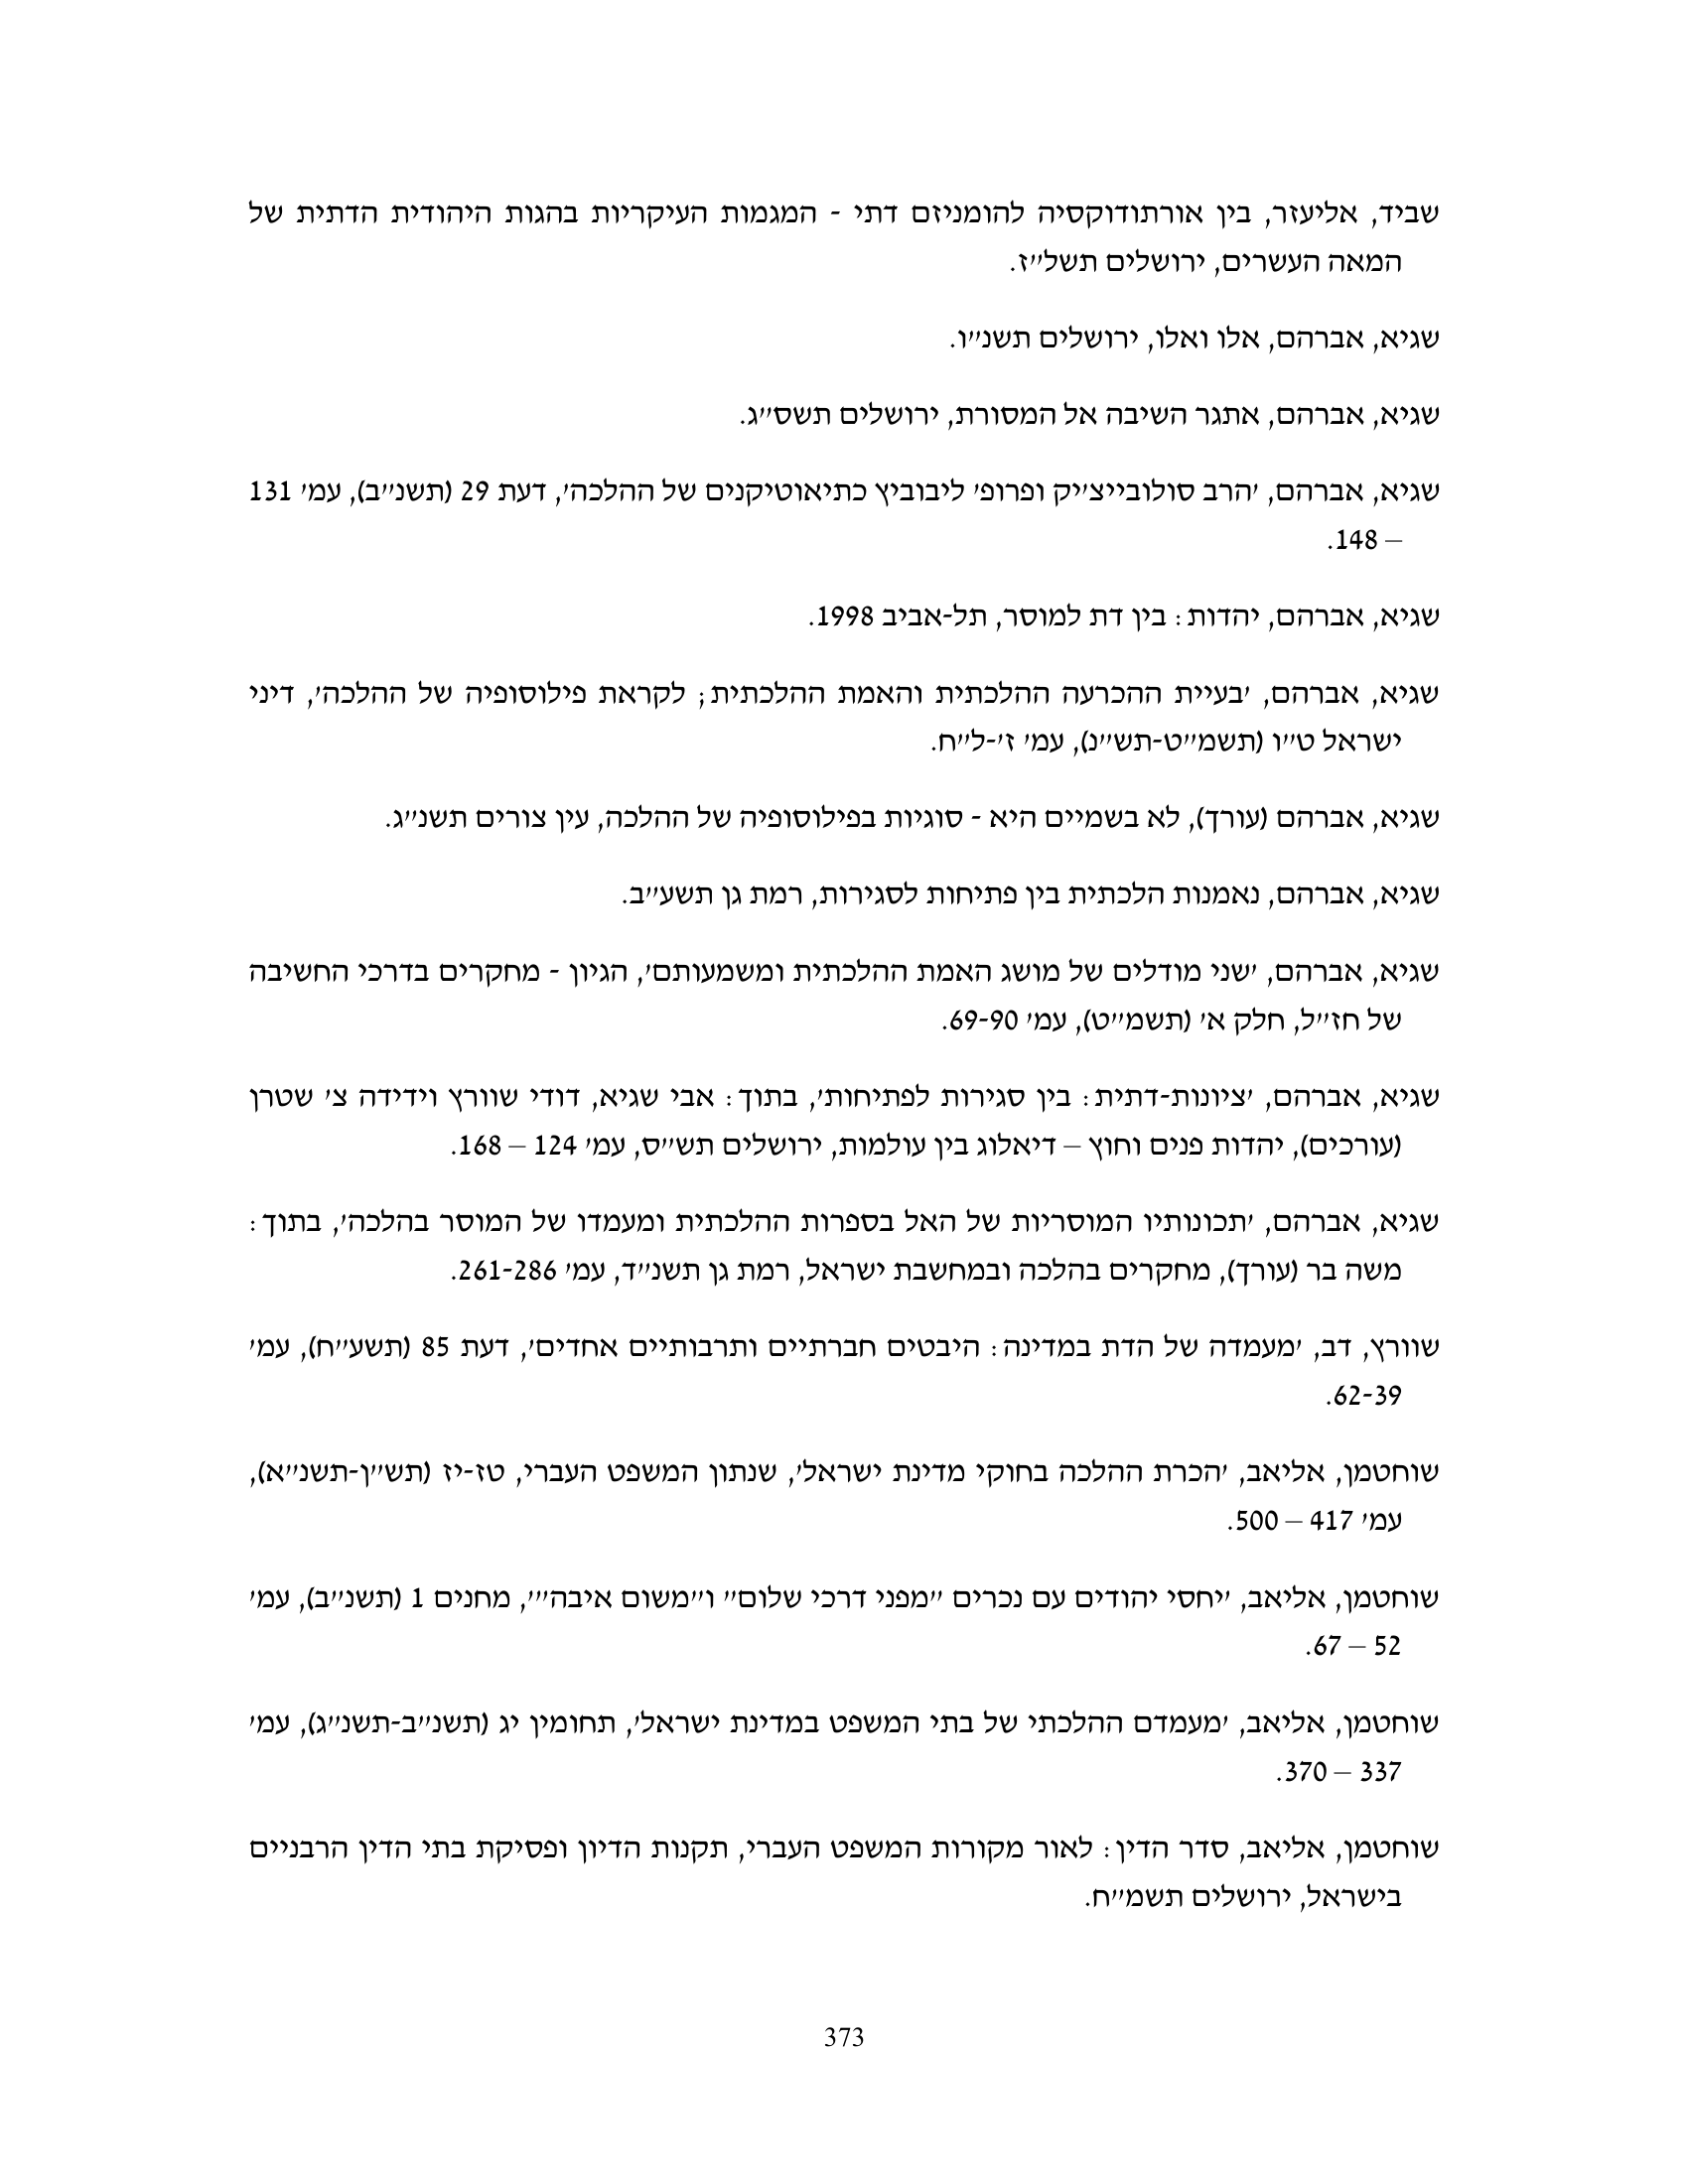 שביד, אליעזר, בין אורתודוקסיה להומניזם דתי - המגמות העיקריות בהגות היהודית הדתית של
המאה העשרים, ירושלים תשל״ז.
שגיא, אברהם, אלו ואלו, ירושלים תשנ״ו.
שגיא, אברהם, אתגר השיבה אל המסורת, ירושלים תשס״ג.
שגיא, אברהם, ׳הרב סולובייצ׳יק ופרופ׳ ליבוביץ כתיאוטיקנים של ההלכה׳, דעת 29 (תשנ״ב), עמ׳ 131
– 148.
שגיא, אברהם, יהדות: בין דת למוסר, תל-אביב 1998.
שגיא, אברהם, ׳בעיית ההכרעה ההלכתית והאמת ההלכתית; לקראת פילוסופיה של ההלכה׳, דיני
ישראל ט״ו (תשמ״ט-תש״נ), עמ׳ ז׳-ל״ח.
שגיא, אברהם (עורך), לא בשמיים היא - סוגיות בפילוסופיה של ההלכה, עין צורים תשנ״ג.
שגיא, אברהם, נאמנות הלכתית בין פתיחות לסגירות, רמת גן תשע״ב.
שגיא, אברהם, ׳שני מודלים של מושג האמת ההלכתית ומשמעותם׳, הגיון - מחקרים בדרכי החשיבה
של חז״ל, חלק א׳ (תשמ״ט), עמ׳ 69-90.
שגיא, אברהם, ׳ציונות-דתית: בין סגירות לפתיחות׳, בתוך: אבי שגיא, דודי שוורץ וידידה צ׳ שטרן
(עורכים), יהדות פנים וחוץ – דיאלוג בין עולמות, ירושלים תש״ס, עמ׳ 124 – 168.
שגיא, אברהם, ׳תכונותיו המוסריות של האל בספרות ההלכתית ומעמדו של המוסר בהלכה׳, בתוך:
משה בר (עורך), מחקרים בהלכה ובמחשבת ישראל, רמת גן תשנ״ד, עמ׳ 261-286.
שוורץ, דב, ׳מעמדה של הדת במדינה: היבטים חברתיים ותרבותיים אחדים׳, דעת 85 (תשע״ח), עמ׳
62-39.
שוחטמן, אליאב, ׳הכרת ההלכה בחוקי מדינת ישראל׳, שנתון המשפט העברי, טז-יז (תש״ן-תשנ״א),
עמ׳ 417 – 500.
שוחטמן, אליאב, ׳יחסי יהודים עם נכרים ״מפני דרכי שלום״ ו״משום איבה״׳, מחנים 1 (תשנ״ב), עמ׳
52 – 67.
שוחטמן, אליאב, ׳מעמדם ההלכתי של בתי המשפט במדינת ישראל׳, תחומין יג (תשנ״ב-תשנ״ג), עמ׳
337 – 370.
שוחטמן, אליאב, סדר הדין: לאור מקורות המשפט העברי, תקנות הדיון ופסיקת בתי הדין הרבניים
בישראל, ירושלים תשמ״ח.
373